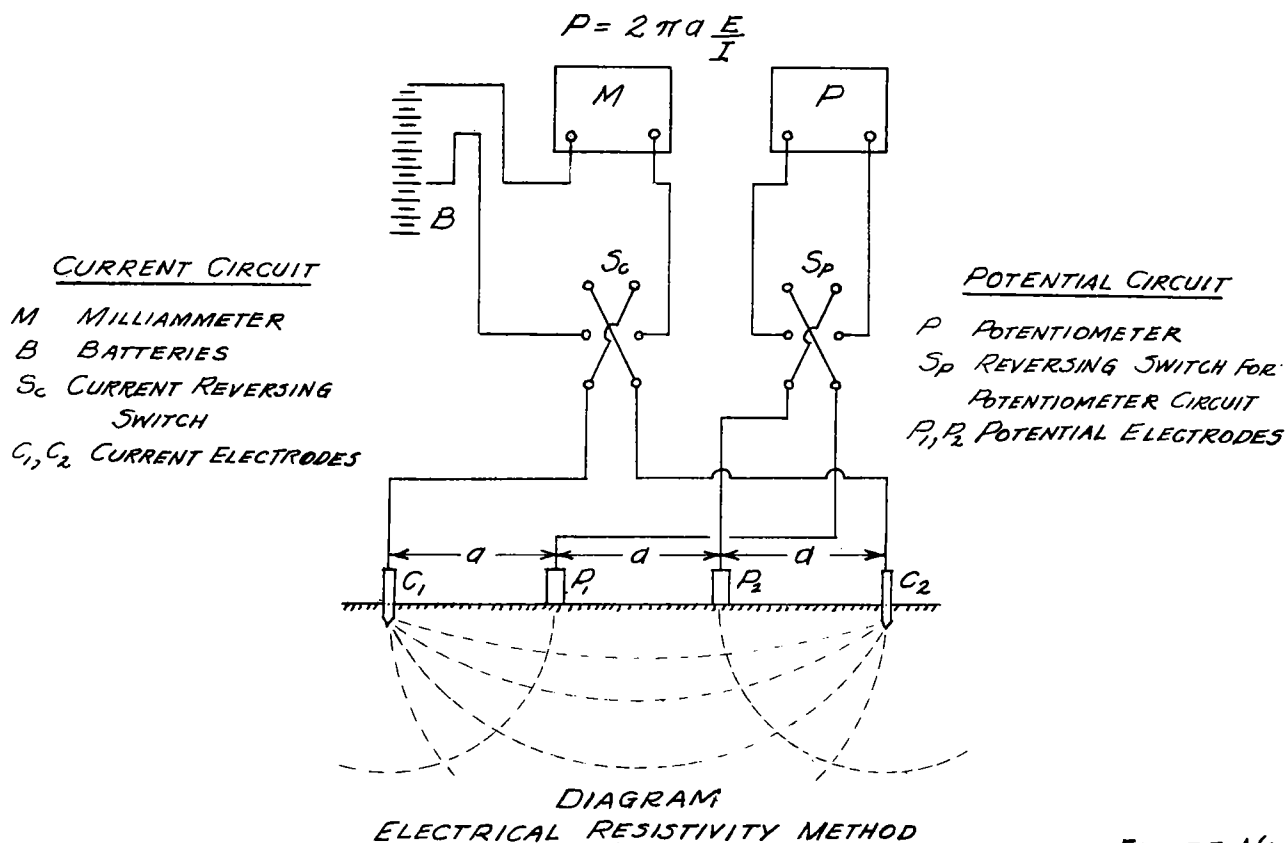 P = 2 π a E/I
M
P
B
Sc
Sp
CURRENT CIRCUIT
M MILLIAMMETER
B BATTERIES
Sc CURRENT REVERSING
SWITCH
C1, C2 CURRENT ELECTRODES
POTENTIAL CIRCUIT
P POTENTIOMETER
Sp REVERSING SWITCH FOR
POTENTIOMETER CIRCUIT
P1, P2 POTENTIAL ELECTRODES
a a a
C1 P1 P2 C2
DIAGRAM
ELECTRICAL RESISTIVITY METHOD